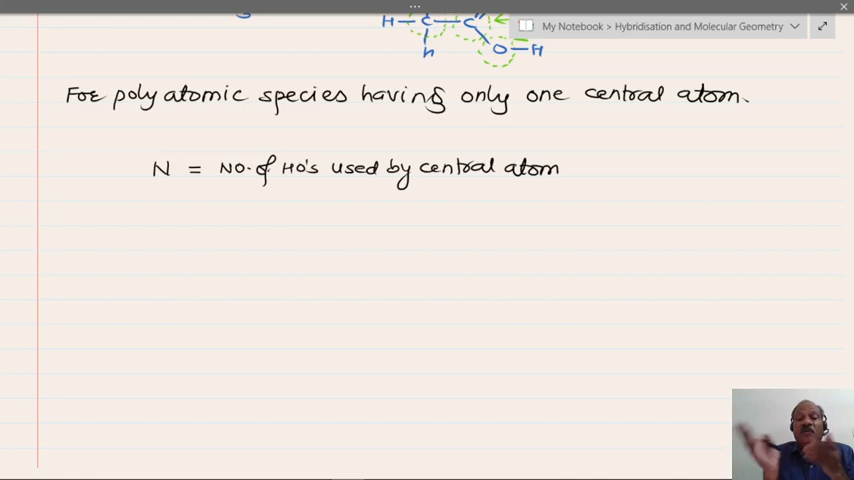 ...
H-C-C
h
O-H
My Notebook > Hybridisation and Molecular Geometry
For polyatomic species having only one central atom.
N = NO. of HO's used by central atom